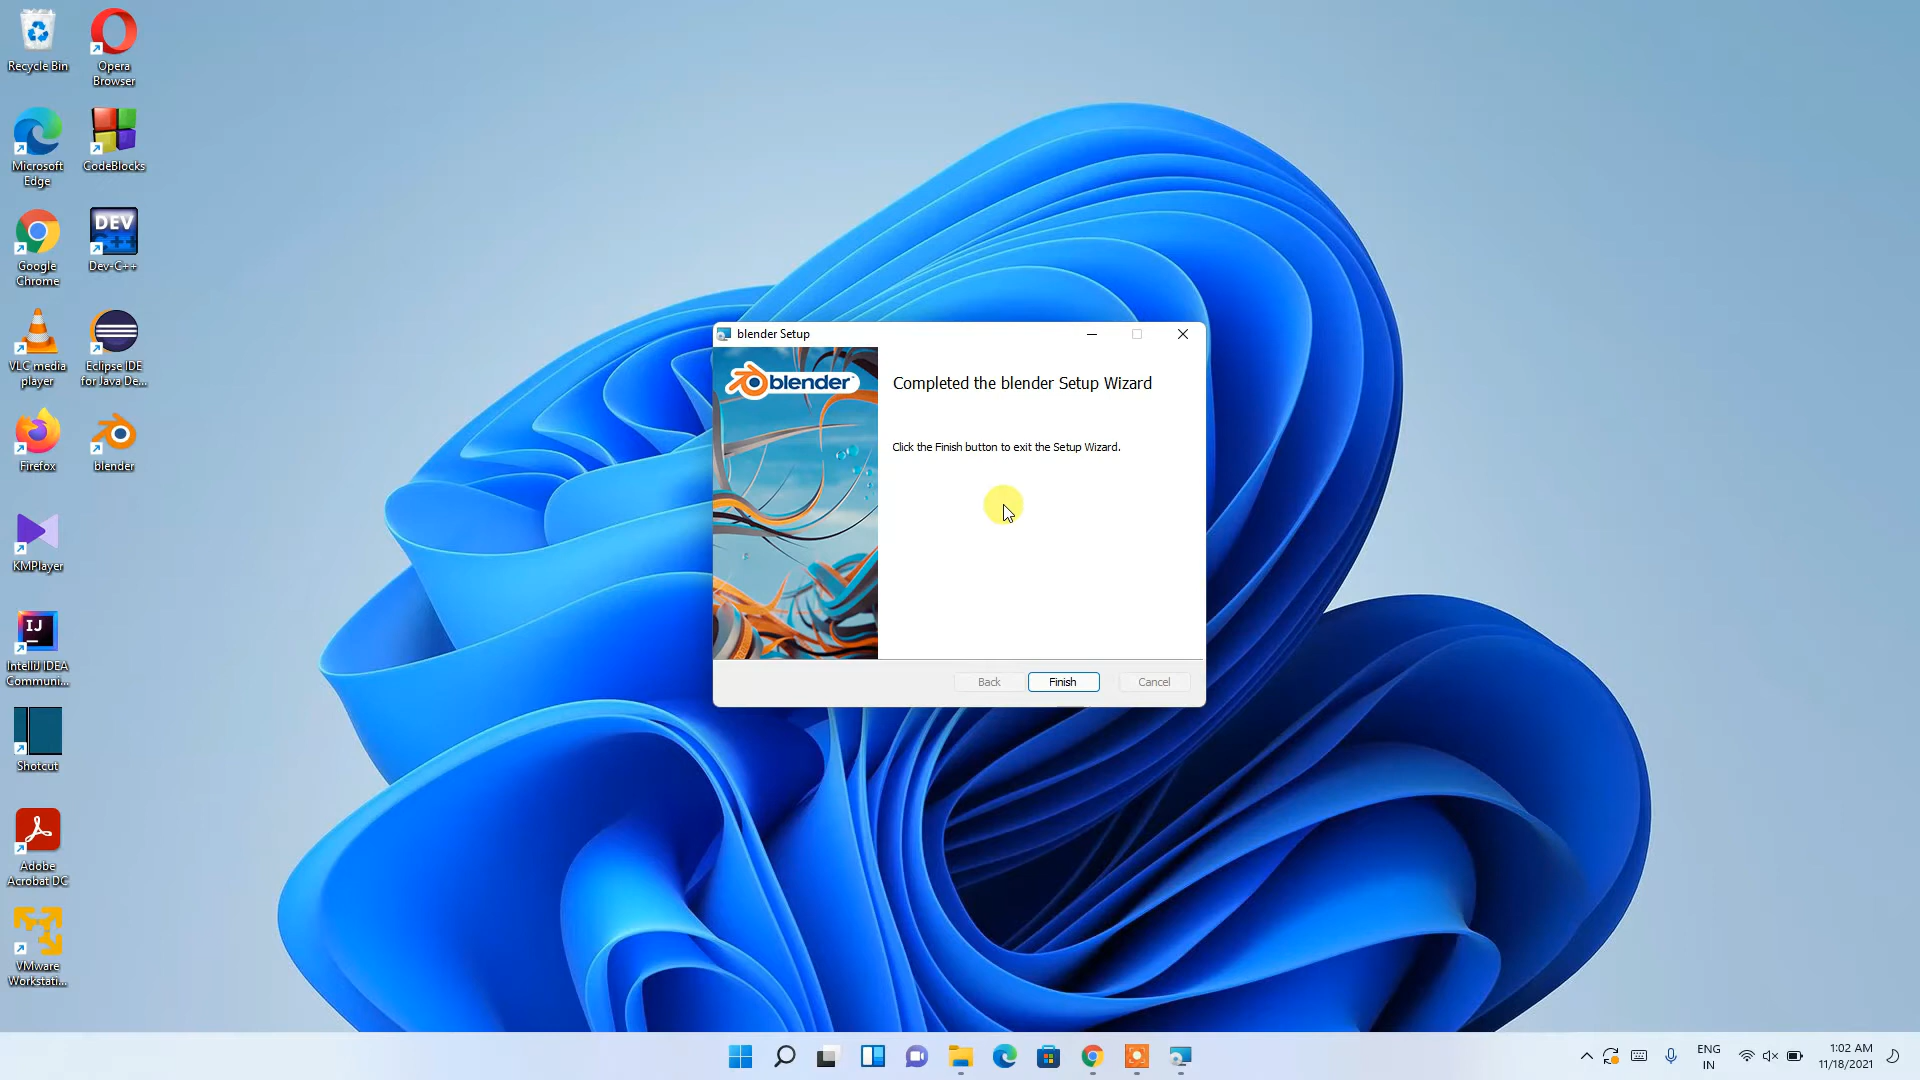 Recycle Bin
Opera
Browser
Microsoft
Edge
CodeBlocks
Google
Chrome
DEV
C++
Dev-C++
VLC media
player
Eclipse IDE
for Java De...
Firefox
blender
KMPlayer
IJ
IntelliJ IDEA
Communi...
Shotcut
Adobe
Acrobat DC
VMware
Workstati...
blender Setup
blender
Completed the blender Setup Wizard
Click the Finish button to exit the Setup Wizard.
Back
Finish
Cancel
ENG
IN
1:02 AM
11/18/2021